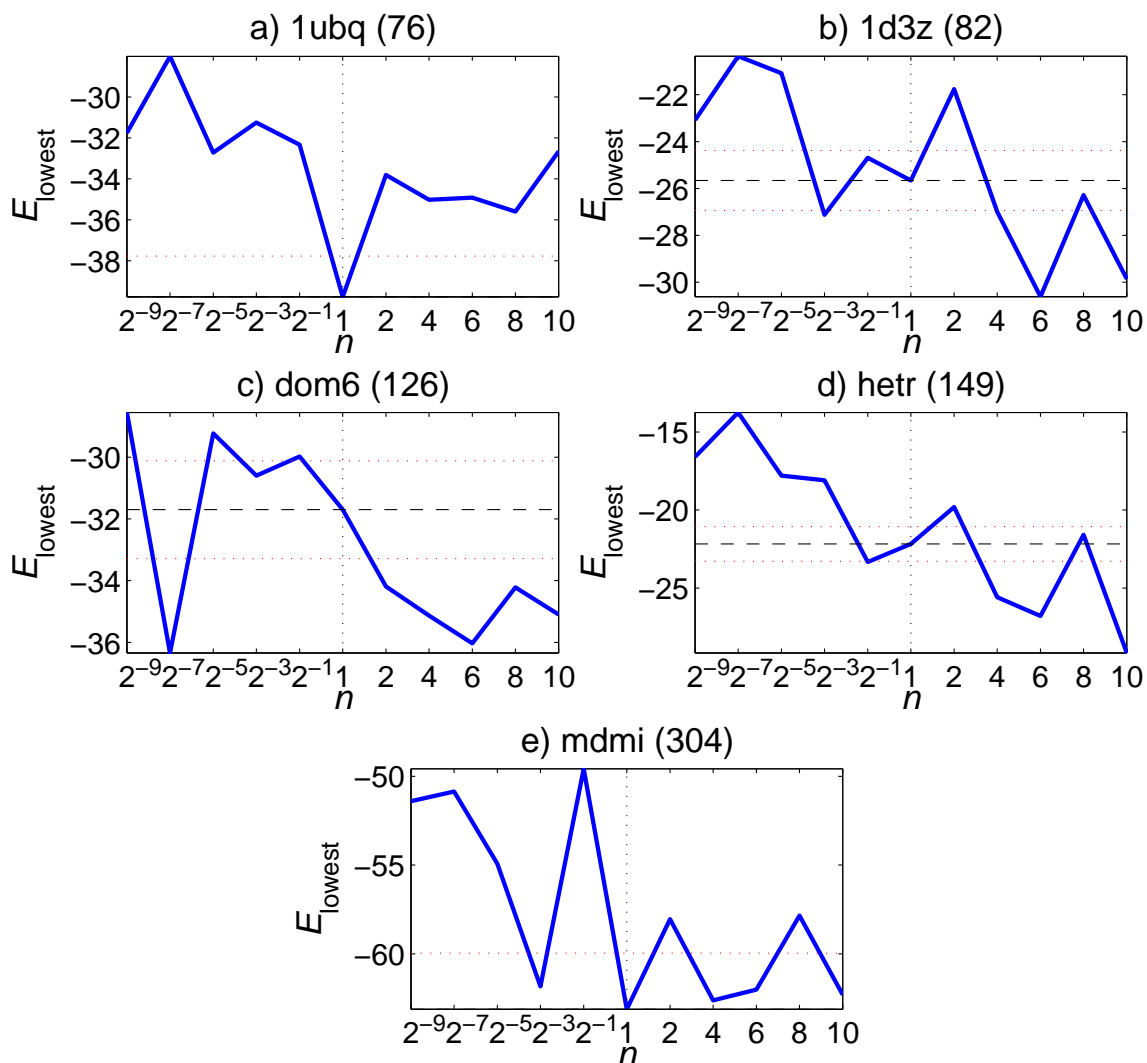 a) 1ubq (76)
−30
−32
−34
−36
−38
E_lowest
2^−9 2^−7 2^−5 2^−3 2^−1 1 2 4 6 8 10
n
b) 1d3z (82)
−22
−24
−26
−28
−30
E_lowest
2^−9 2^−7 2^−5 2^−3 2^−1 1 2 4 6 8 10
n
c) dom6 (126)
−30
−32
−34
−36
E_lowest
2^−9 2^−7 2^−5 2^−3 2^−1 1 2 4 6 8 10
n
d) hetr (149)
−15
−20
−25
E_lowest
2^−9 2^−7 2^−5 2^−3 2^−1 1 2 4 6 8 10
n
e) mdmi (304)
−50
−55
−60
E_lowest
2^−9 2^−7 2^−5 2^−3 2^−1 1 2 4 6 8 10
n